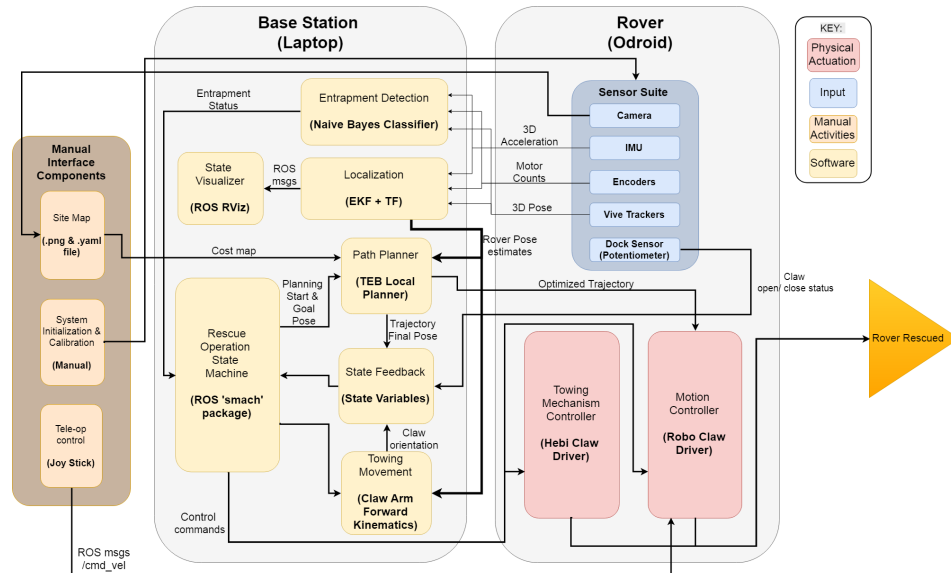 Base Station
(Laptop)
Rover
(Odroid)
KEY:
Physical
Actuation
Input
Manual
Activities
Software
Entrapment
Status
Entrapment Detection
(Naive Bayes Classifier)
Sensor Suite
Camera
IMU
Encoders
Vive Trackers
Dock Sensor
(Potentiometer)
3D
Acceleration
Motor
Counts
3D Pose
Manual
Interface
Components
State
Visualizer
(ROS RViz)
ROS
msgs
Localization
(EKF + TF)
Site Map
(.png & .yaml
file)
Cost map
Path Planner
(TEB Local
Planner)
Rover Pose
estimates
Optimized Trajectory
Claw
open/ close status
Planning
Start &
Goal
Pose
System
Initialization &
Calibration
(Manual)
Rescue
Operation
State
Machine
(ROS 'smach'
package)
Trajectory
Final Pose
State Feedback
(State Variables)
Rover Rescued
Tele-op
control
(Joy Stick)
Claw
orientation
Towing
Movement
(Claw Arm
Forward
Kinematics)
Towing
Mechanism
Controller
(Hebi Claw
Driver)
Motion
Controller
(Robo Claw
Driver)
Control
commands
ROS msgs
/cmd_vel